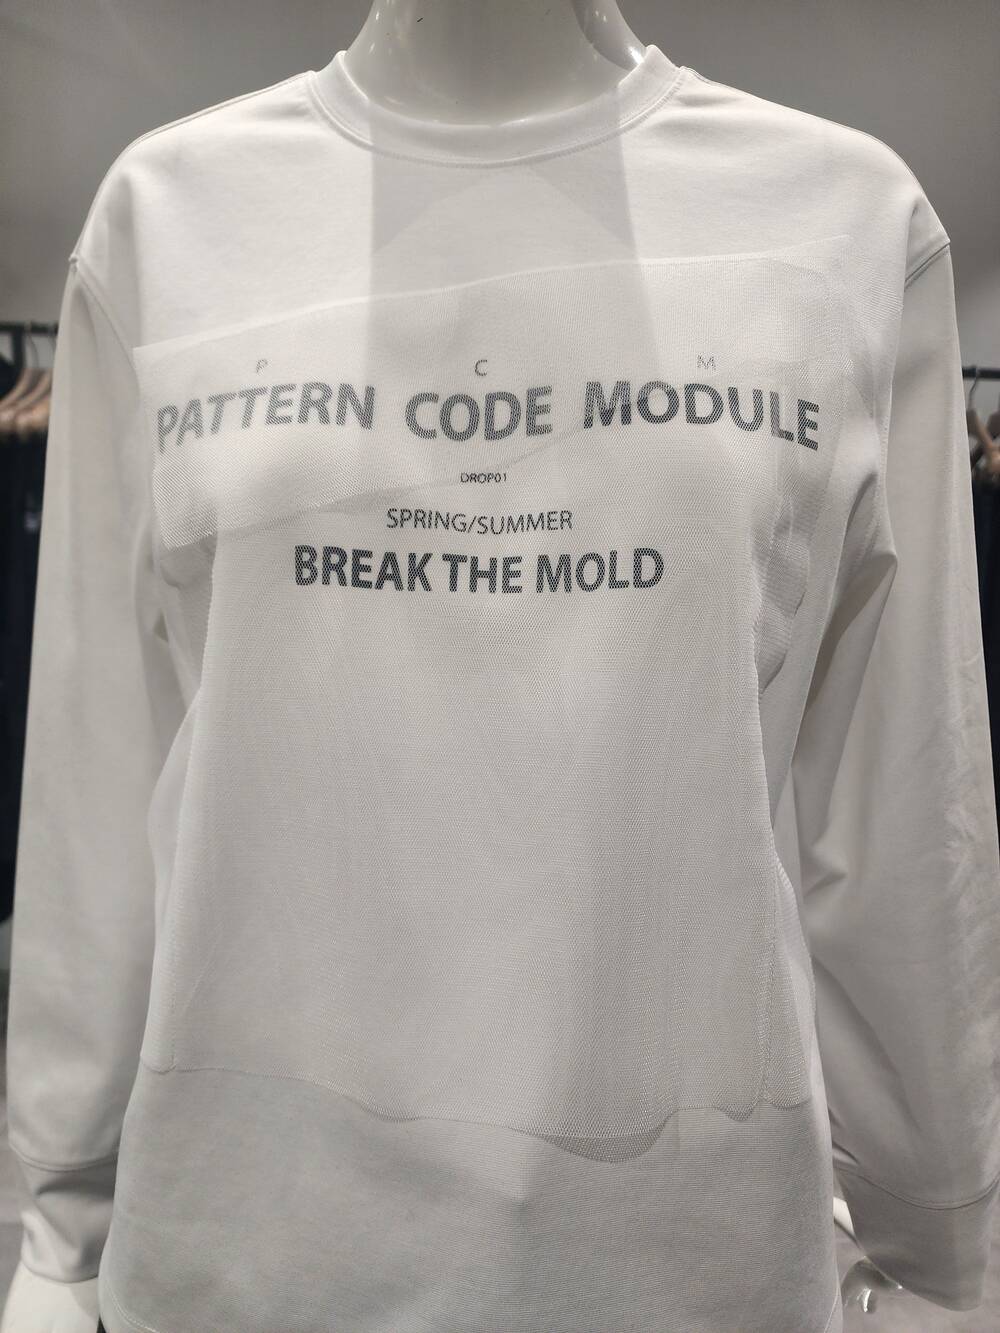 P C M
PATTERN CODE MODULE
DROP01
SPRING/SUMMER
BREAK THE MOLD